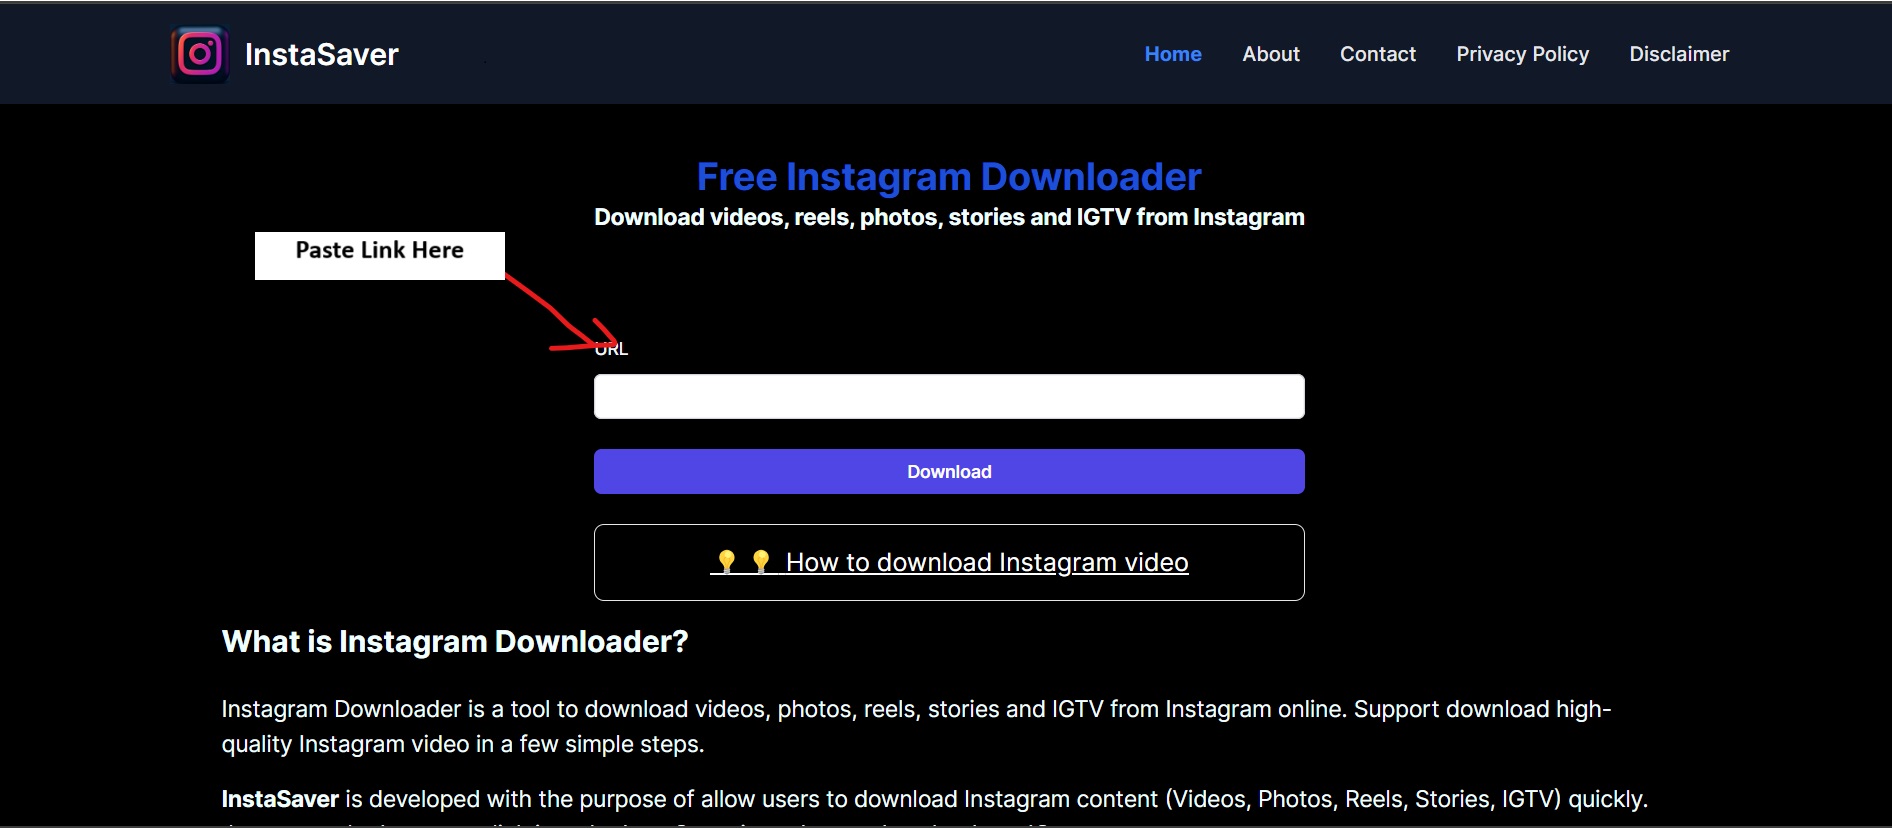 InstaSaver
Home About Contact Privacy Policy Disclaimer
Free Instagram Downloader
Download videos, reels, photos, stories and IGTV from Instagram
Paste Link Here
URL
Download
💡 💡 How to download Instagram video
What is Instagram Downloader?
Instagram Downloader is a tool to download videos, photos, reels, stories and IGTV from Instagram online. Support download high-
quality Instagram video in a few simple steps.
InstaSaver is developed with the purpose of allow users to download Instagram content (Videos, Photos, Reels, Stories, IGTV) quickly.